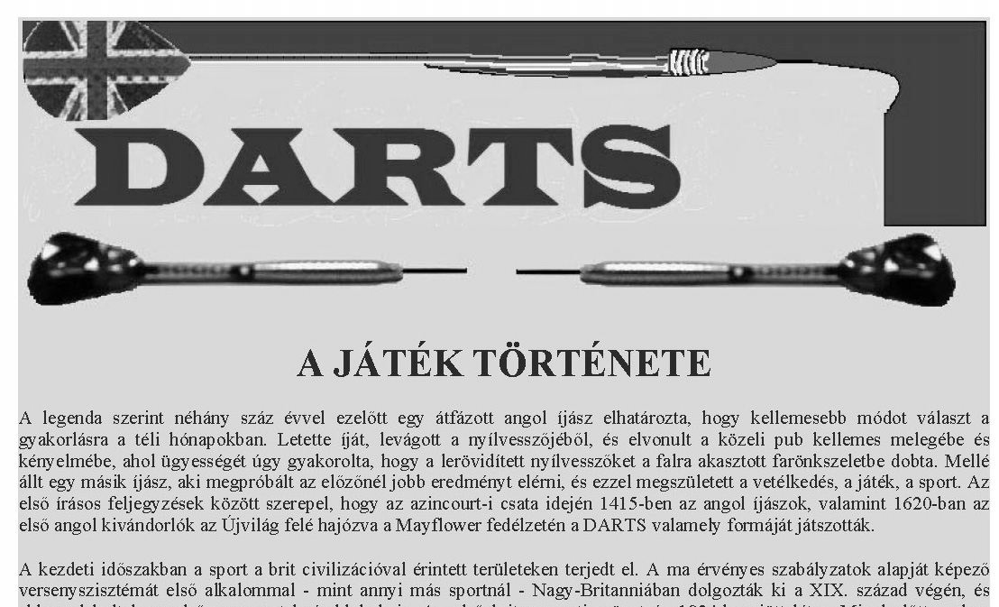 DARTS
A JÁTÉK TÖRTÉNETE
A legenda szerint néhány száz évvel ezelőtt egy átfázott angol íjász elhatározta, hogy kellemesebb módot választ a
gyakorlásra a téli hónapokban. Letette íját, levágott a nyílvesszőjéből, és elvonult a közeli pub kellemes melegébe és
kényelmébe, ahol ügyességét úgy gyakorolta, hogy a lerövidített nyílvesszőket a falra akasztott farönkszeletbe dobta. Mellé
állt egy másik íjász, aki megpróbált az előzőnél jobb eredményt elérni, és ezzel megszületett a vetélkedés, a játék, a sport. Az
első írásos feljegyzések között szerepel, hogy az azincourt-i csata idején 1415-ben az angol íjászok, valamint 1620-ban az
első angol kivándorlók az Újvilág felé hajózva a Mayflower fedélzetén a DARTS valamely formáját játszották.
A kezdeti időszakban a sport a brit civilizációval érintett területeken terjedt el. A ma érvényes szabályzatok alapját képező
versenyszisztémát első alkalommal - mint annyi más sportnál - Nagy-Britanniában dolgozták ki a XIX. század végén, és